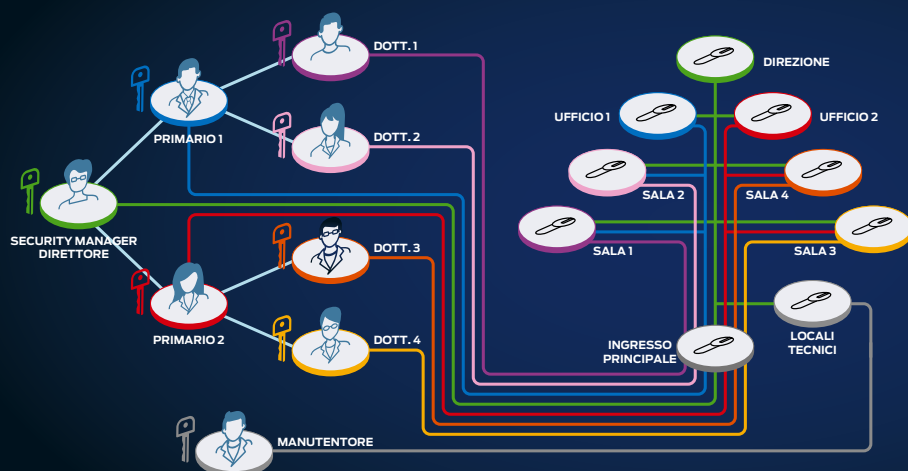 DOTT. 1
DIREZIONE
UFFICIO 1
UFFICIO 2
PRIMARIO 1
DOTT. 2
SALA 2
SALA 4
SECURITY MANAGER
DIRETTORE
DOTT. 3
SALA 1
SALA 3
PRIMARIO 2
DOTT. 4
INGRESSO
PRINCIPALE
LOCALI
TECNICI
MANUTENTORE